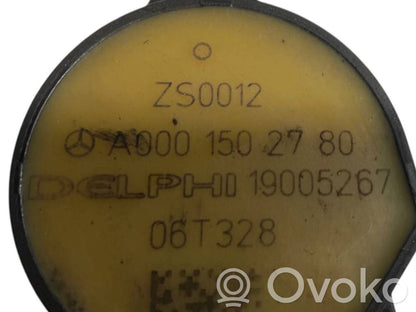 ZS0012
A000 150 27 80
DELPHI 19005267
06T328
Ovoko